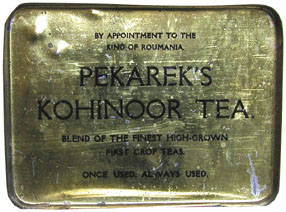 BY APPOINTMENT TO THE
KING OF ROUMANIA.
PEKAREK'S
KOHINOOR TEA.
BLEND OF THE FINEST HIGH-GROWN
FIRST CROP TEAS.
ONCE USED, ALWAYS USED.